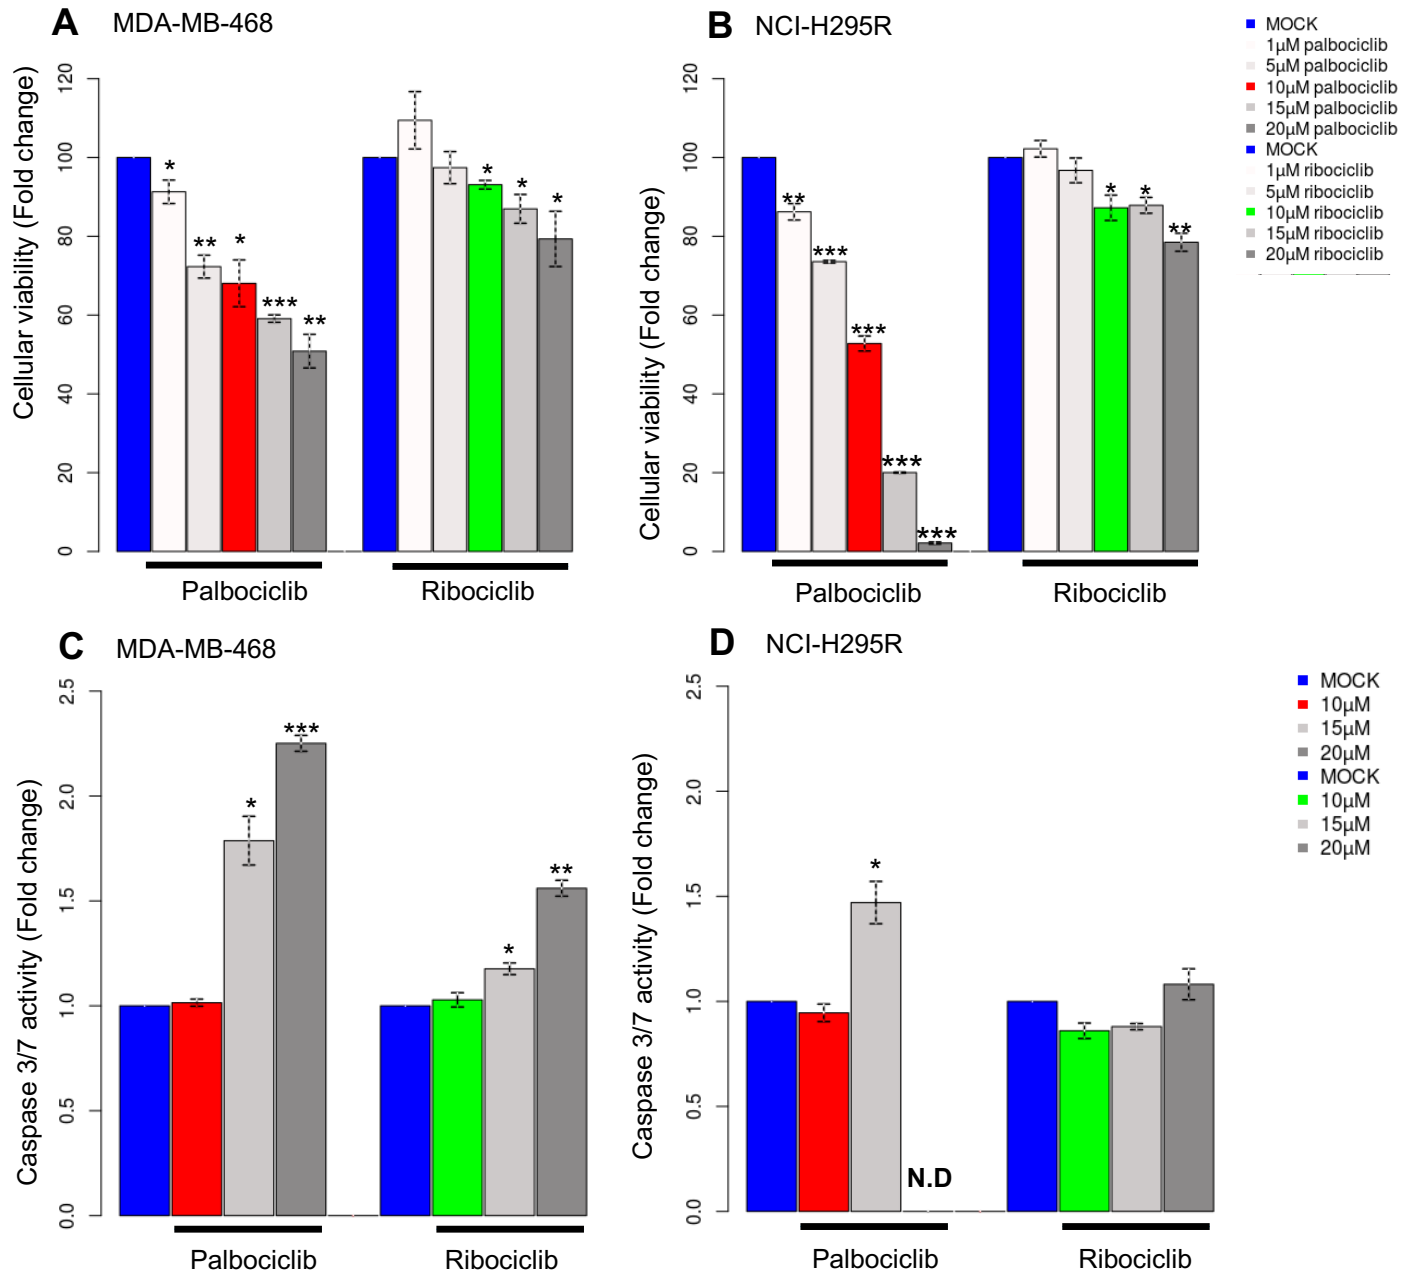 A MDA-MB-468
Cellular viability (Fold change)
120
100
80
60
40
20
0
*
**
*
***
**
*
*
*
Palbociclib
Ribociclib
B NCI-H295R
Cellular viability (Fold change)
120
100
80
60
40
20
0
**
***
***
***
***
*
*
**
Palbociclib
Ribociclib
MOCK
1µM palbociclib
5µM palbociclib
10µM palbociclib
15µM palbociclib
20µM palbociclib
MOCK
1µM ribociclib
5µM ribociclib
10µM ribociclib
15µM ribociclib
20µM ribociclib
C MDA-MB-468
Caspase 3/7 activity (Fold change)
2.5
2.0
1.5
1.0
0.5
0.0
*
***
*
**
Palbociclib
Ribociclib
D NCI-H295R
Caspase 3/7 activity (Fold change)
2.5
2.0
1.5
1.0
0.5
0.0
*
N.D
Palbociclib
Ribociclib
MOCK
10µM
15µM
20µM
MOCK
10µM
15µM
20µM